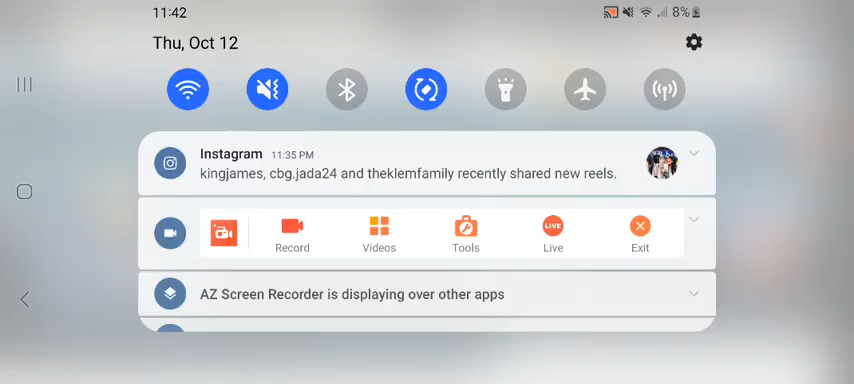 11:42
8%
Thu, Oct 12
Instagram 11:35 PM
kingjames, cbg.jada24 and theklemfamily recently shared new reels.
LIVE
Record Videos Tools Live Exit
AZ Screen Recorder is displaying over other apps